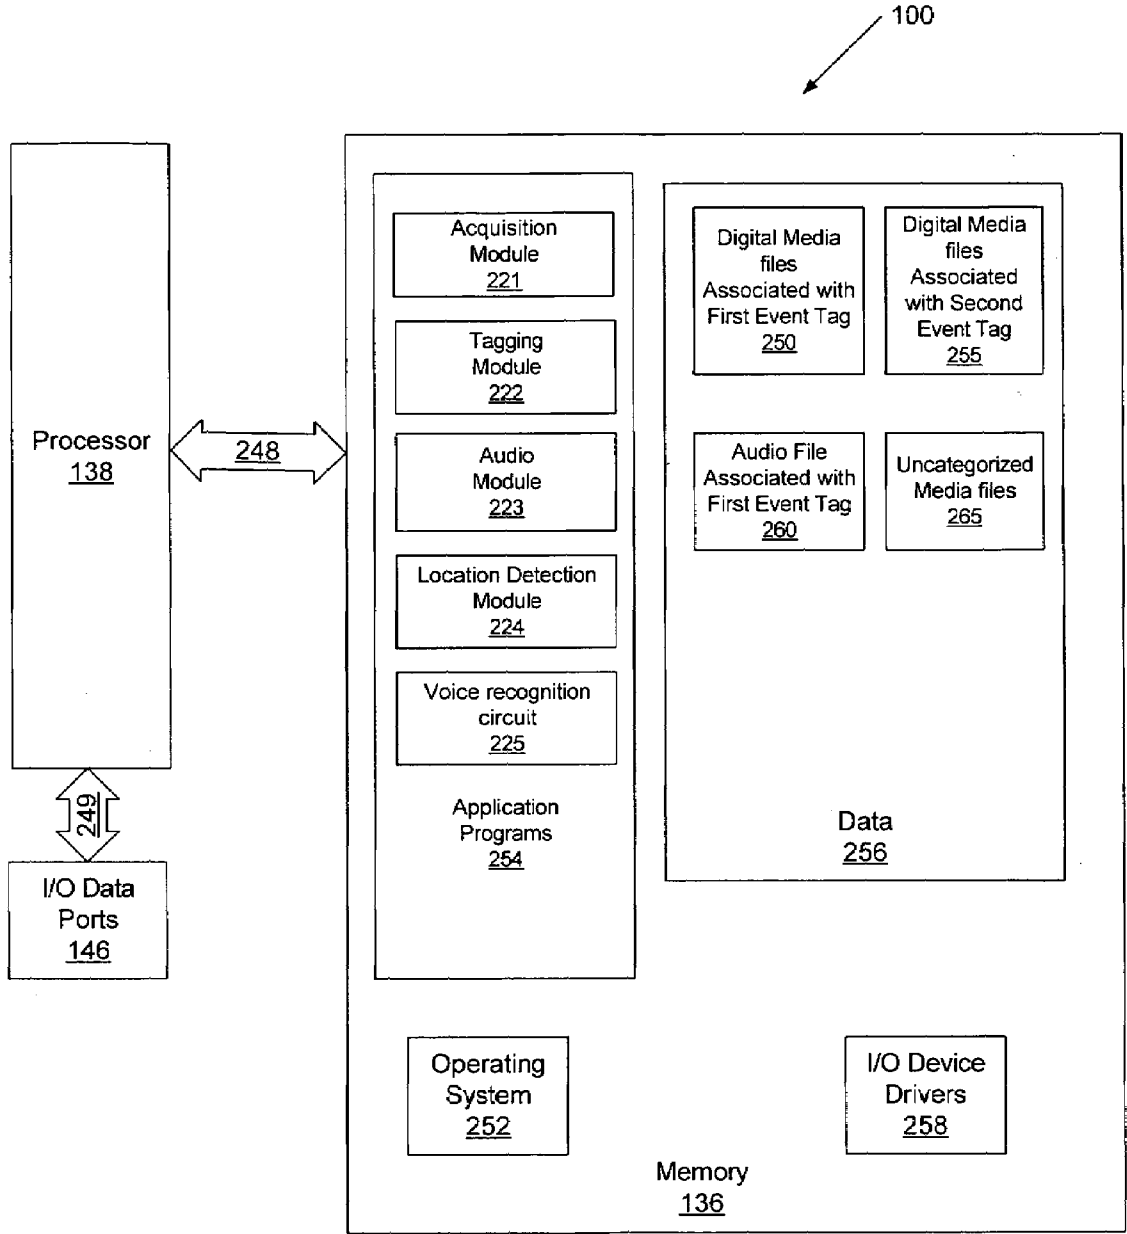 100
Processor
138
248
249
I/O Data
Ports
146
Acquisition
Module
221
Tagging
Module
222
Audio
Module
223
Location Detection
Module
224
Voice recognition
circuit
225
Application
Programs
254
Digital Media
files
Associated with
First Event Tag
250
Digital Media
files
Associated
with Second
Event Tag
255
Audio File
Associated with
First Event Tag
260
Uncategorized
Media files
265
Data
256
Operating
System
252
I/O Device
Drivers
258
Memory
136